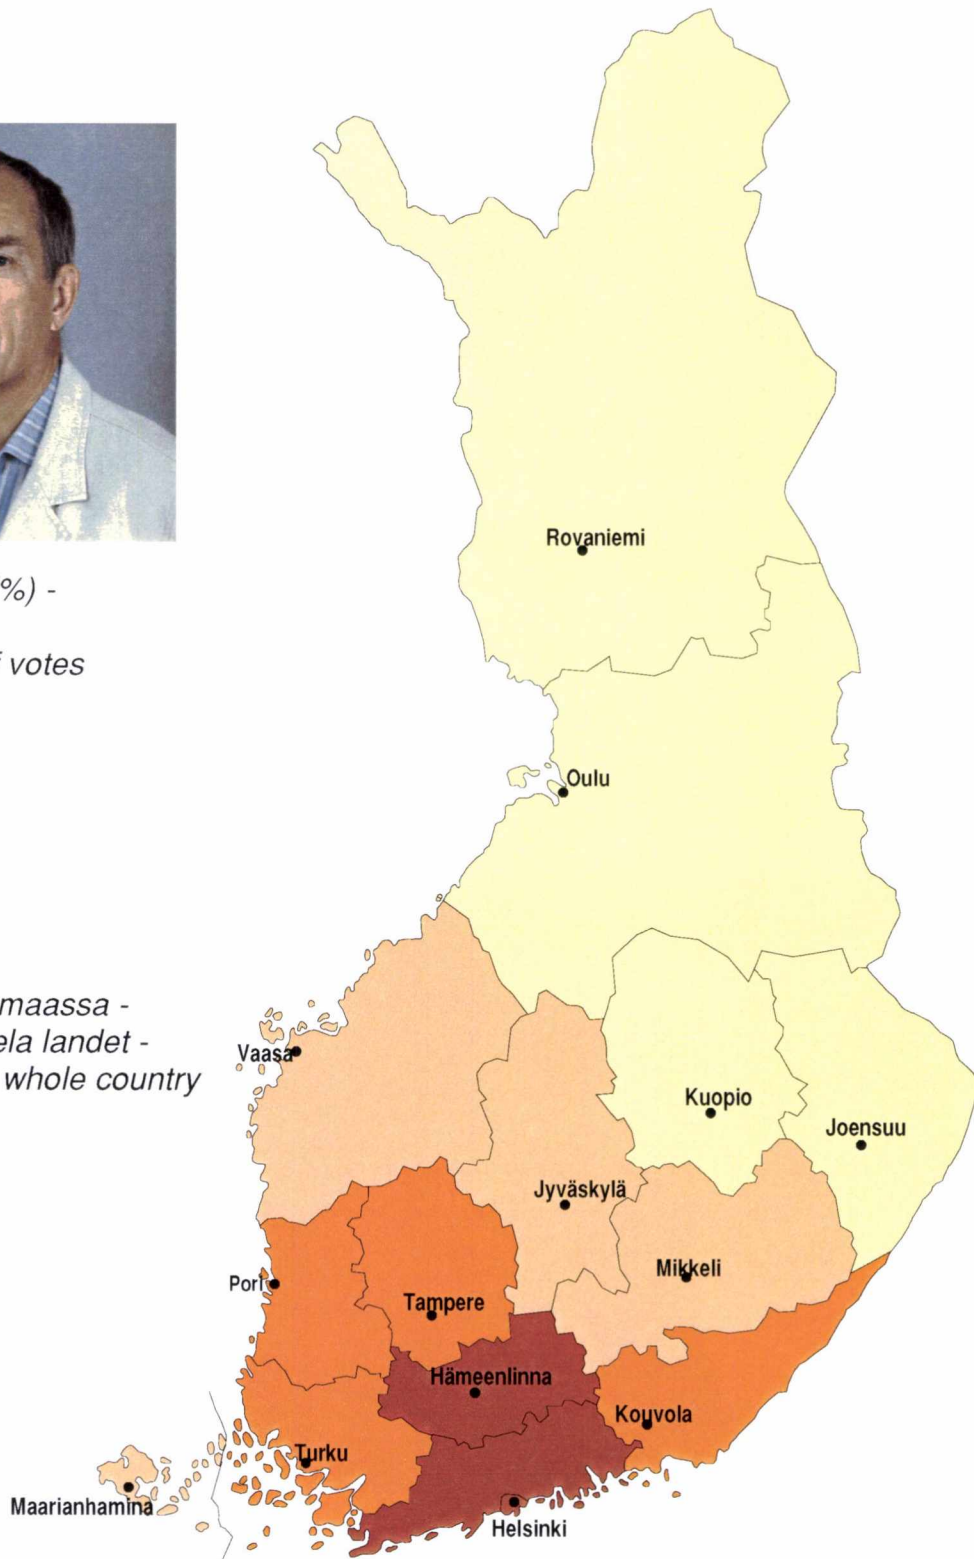 %) -
votes
maassa -
ela landet -
whole country
Rovaniemi
Oulu
Vaasa
Kuopio
Joensuu
Jyväskylä
Mikkeli
Pori
Tampere
Hämeenlinna
Kouvola
Turku
Maarianhamina
Helsinki